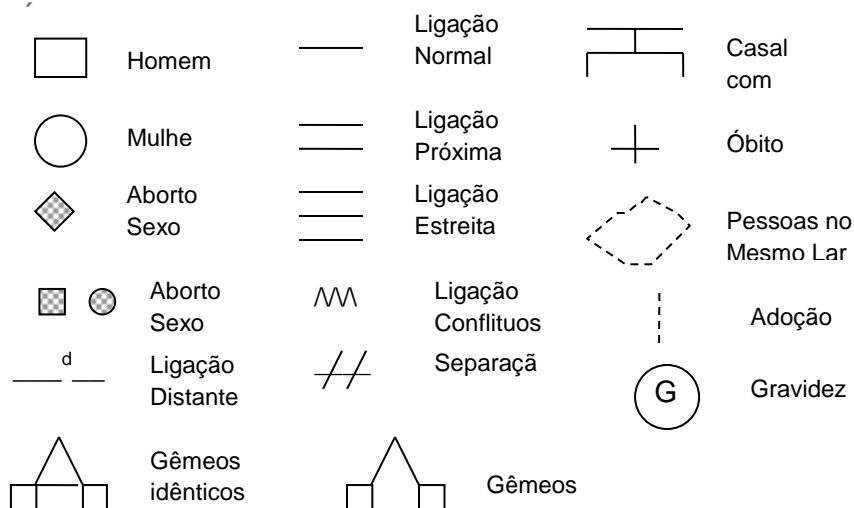 Homem
Ligação
Normal
Casal
com
Mulhe
Ligação
Próxima
Óbito
Aborto
Sexo
Ligação
Estreita
Pessoas no
Mesmo Lar
Aborto
Sexo
Ligação
Conflituos
Adoção
d
Ligação
Distante
Separaçã
G
Gravidez
Gêmeos
idênticos
Gêmeos